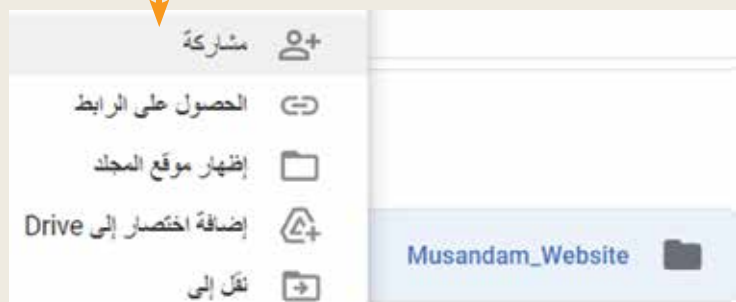 مشاركة
الحصول على الرابط
إظهار موقع المجلد
إضافة اختصار إلى Drive
Musandam_Website
نقل إلى